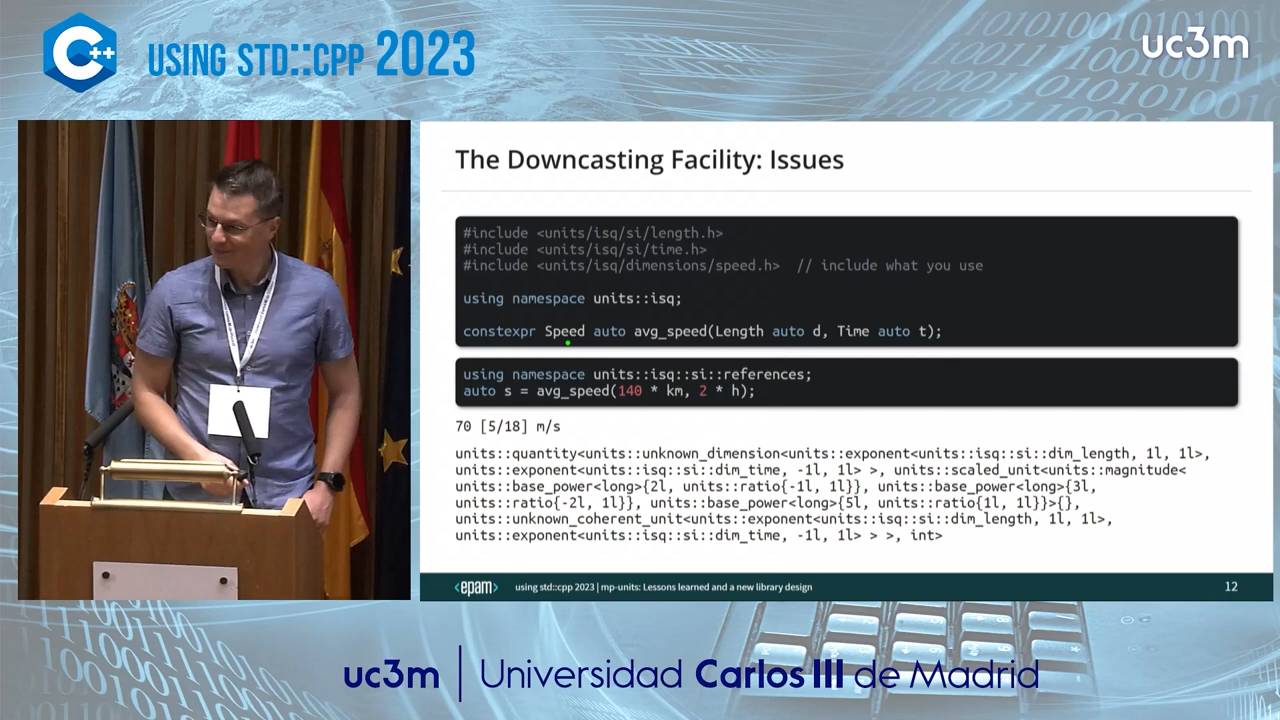 C++
USING STD::CPP 2023
uc3m
The Downcasting Facility: Issues
#include <units/isq/si/length.h>
#include <units/isq/si/time.h>
#include <units/isq/dimensions/speed.h>  // include what you use
using namespace units::isq;
constexpr Speed auto avg_speed(Length auto d, Time auto t);
using namespace units::isq::si::references;
auto s = avg_speed(140 * km, 2 * h);
70 [5/18] m/s
units::quantity<units::unknown_dimension<units::exponent<units::isq::si::dim_length, 1l, 1l>,
units::exponent<units::isq::si::dim_time, -1l, 1l> >, units::scaled_unit<units::magnitude<
units::base_power<long>{2l, units::ratio{-1l, 1l}}, units::base_power<long>{3l,
units::ratio{-2l, 1l}}, units::base_power<long>{5l, units::ratio{1l, 1l}}>{},
units::unknown_coherent_unit<units::exponent<units::isq::si::dim_length, 1l, 1l>,
units::exponent<units::isq::si::dim_time, -1l, 1l> > >, int>
<epam> using std::cpp 2023 | mp-units: Lessons learned and a new library design 12
uc3m | Universidad Carlos III de Madrid